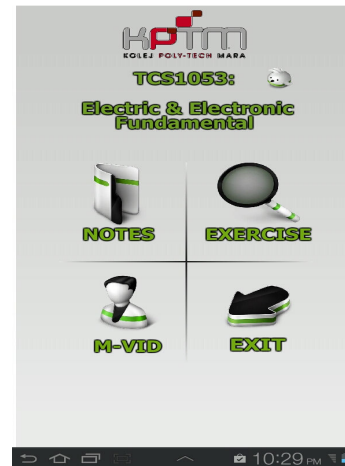 KPTM
KOLEJ POLY-TECH MARA
TCS1053:
Electric & Electronic
Fundamental
NOTES
EXERCISE
M-VID
EXIT
10:29 PM